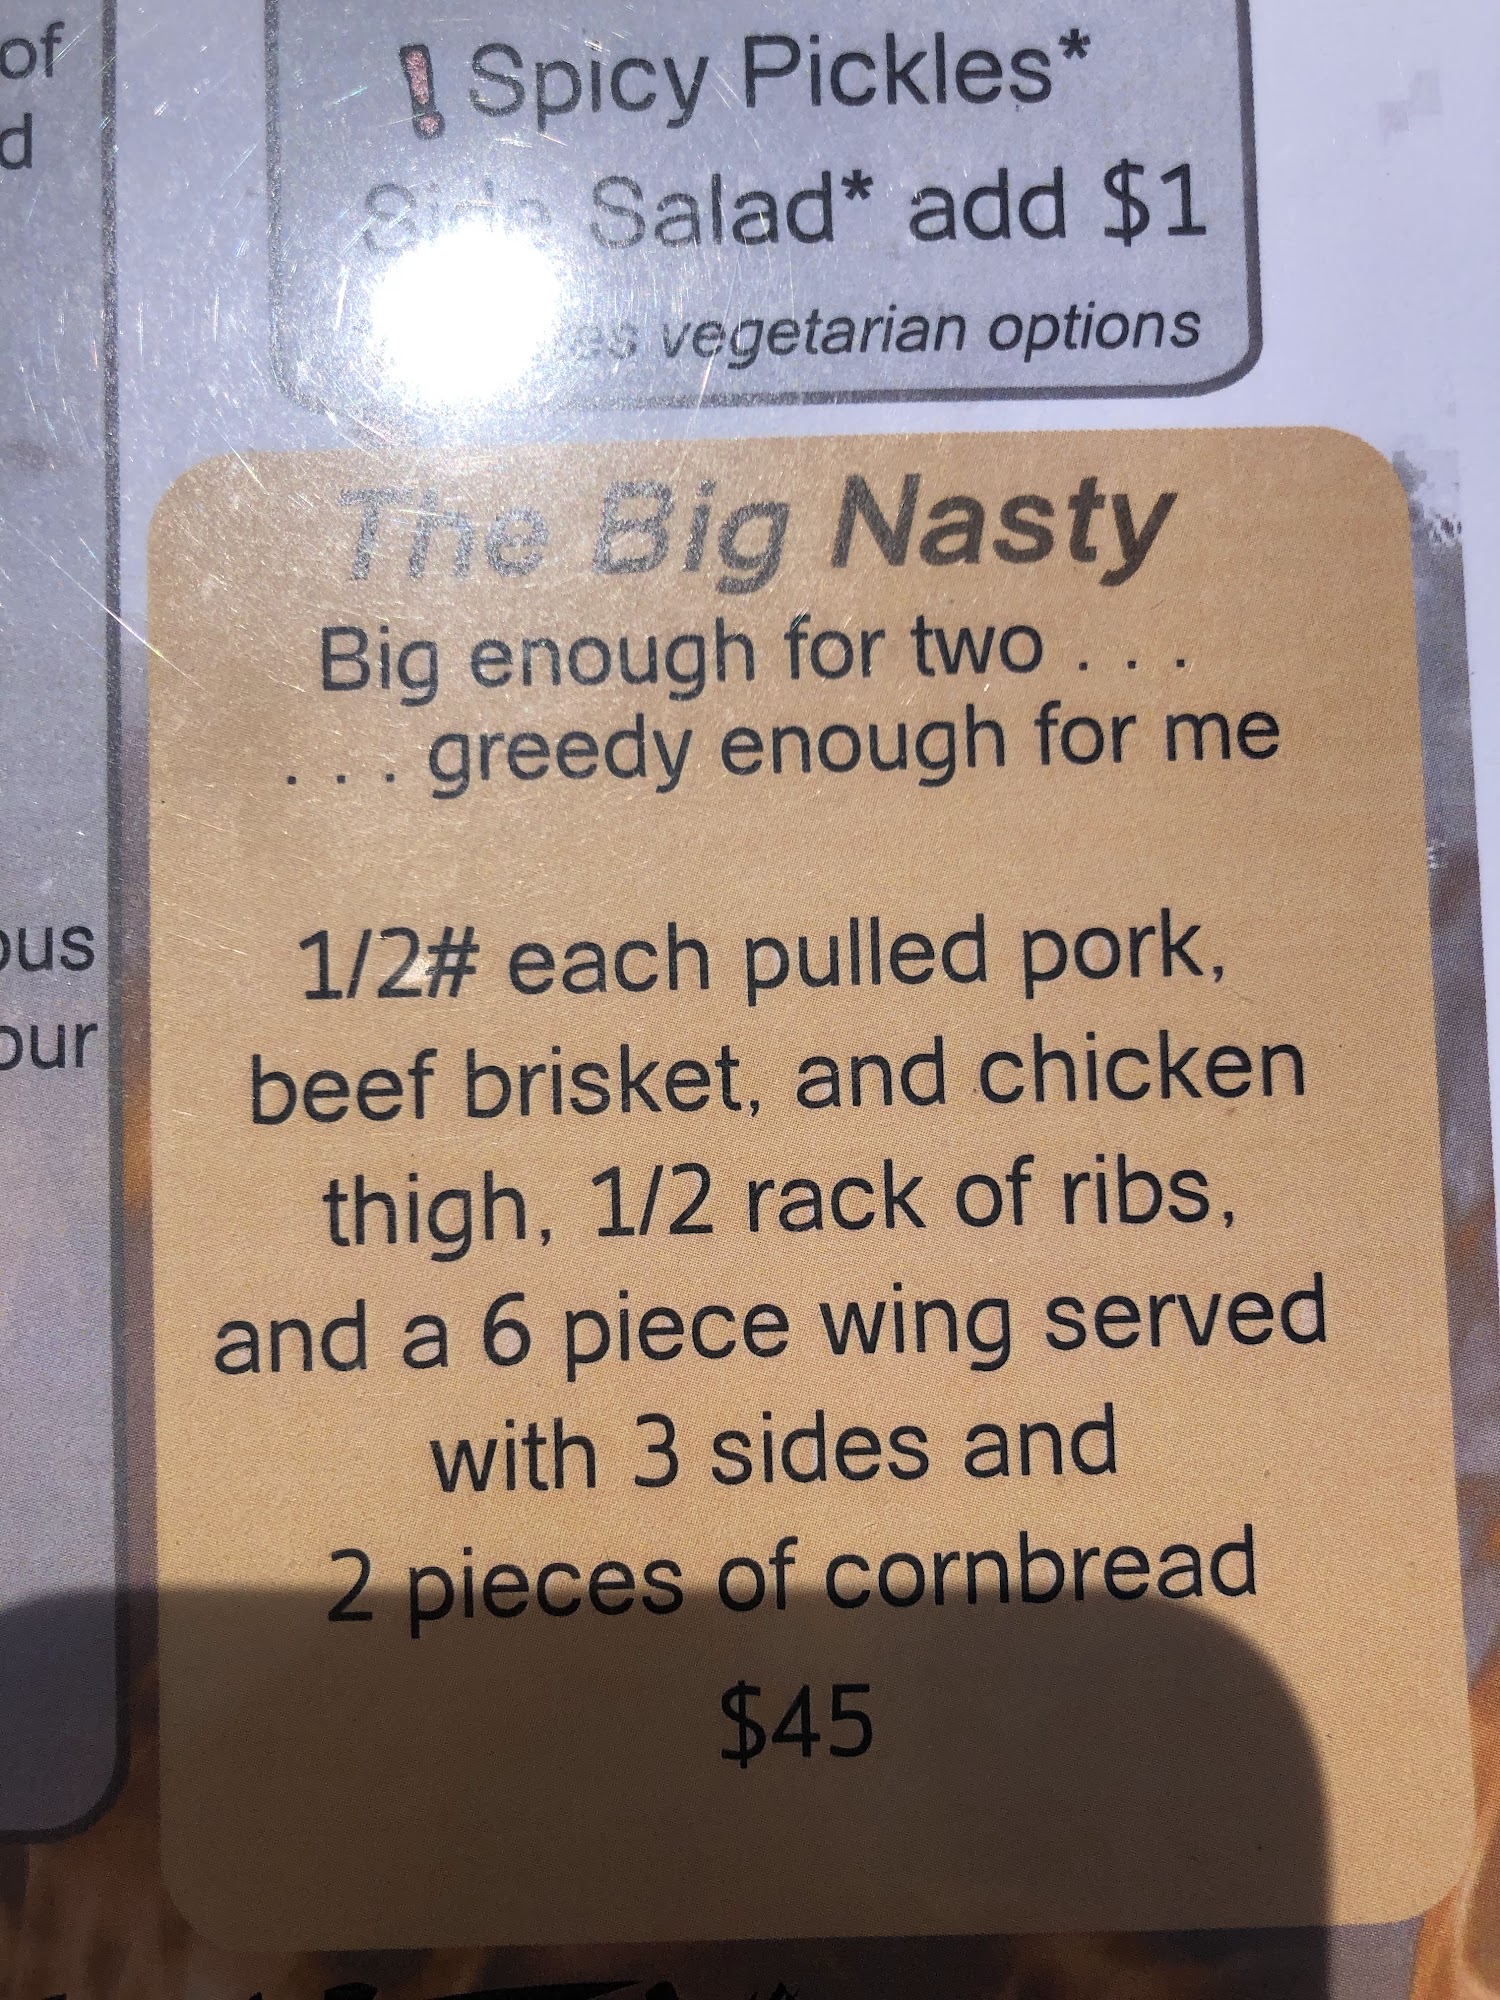 of
d
Spicy Pickles*
Side Salad* add $1
vegetarian options
The Big Nasty
Big enough for two . . .
. . . greedy enough for me
ous
our
1/2# each pulled pork,
beef brisket, and chicken
thigh, 1/2 rack of ribs,
and a 6 piece wing served
with 3 sides and
2 pieces of cornbread
$45